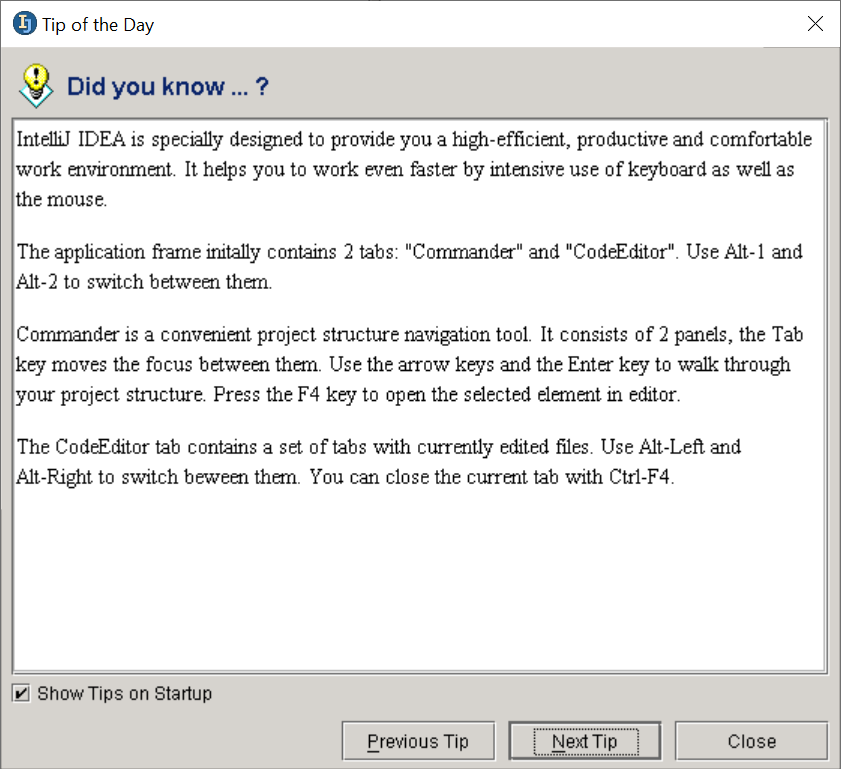 IJ
Tip of the Day
Did you know ... ?
IntelliJ IDEA is specially designed to provide you a high-efficient, productive and comfortable
work environment. It helps you to work even faster by intensive use of keyboard as well as
the mouse.
The application frame initally contains 2 tabs: "Commander" and "CodeEditor". Use Alt-1 and
Alt-2 to switch between them.
Commander is a convenient project structure navigation tool. It consists of 2 panels, the Tab
key moves the focus between them. Use the arrow keys and the Enter key to walk through
your project structure. Press the F4 key to open the selected element in editor.
The CodeEditor tab contains a set of tabs with currently edited files. Use Alt-Left and
Alt-Right to switch beween them. You can close the current tab with Ctrl-F4.
Show Tips on Startup
Previous Tip
Next Tip
Close